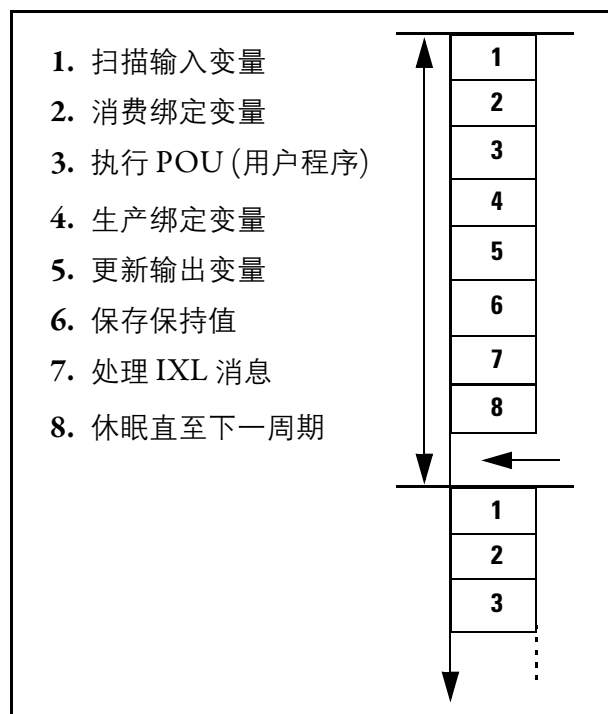 1. 扫描输入变量
2. 消费绑定变量
3. 执行 POU (用户程序)
4. 生产绑定变量
5. 更新输出变量
6. 保存保持值
7. 处理 IXL 消息
8. 休眠直至下一周期
1
2
3
4
5
6
7
8
1
2
3